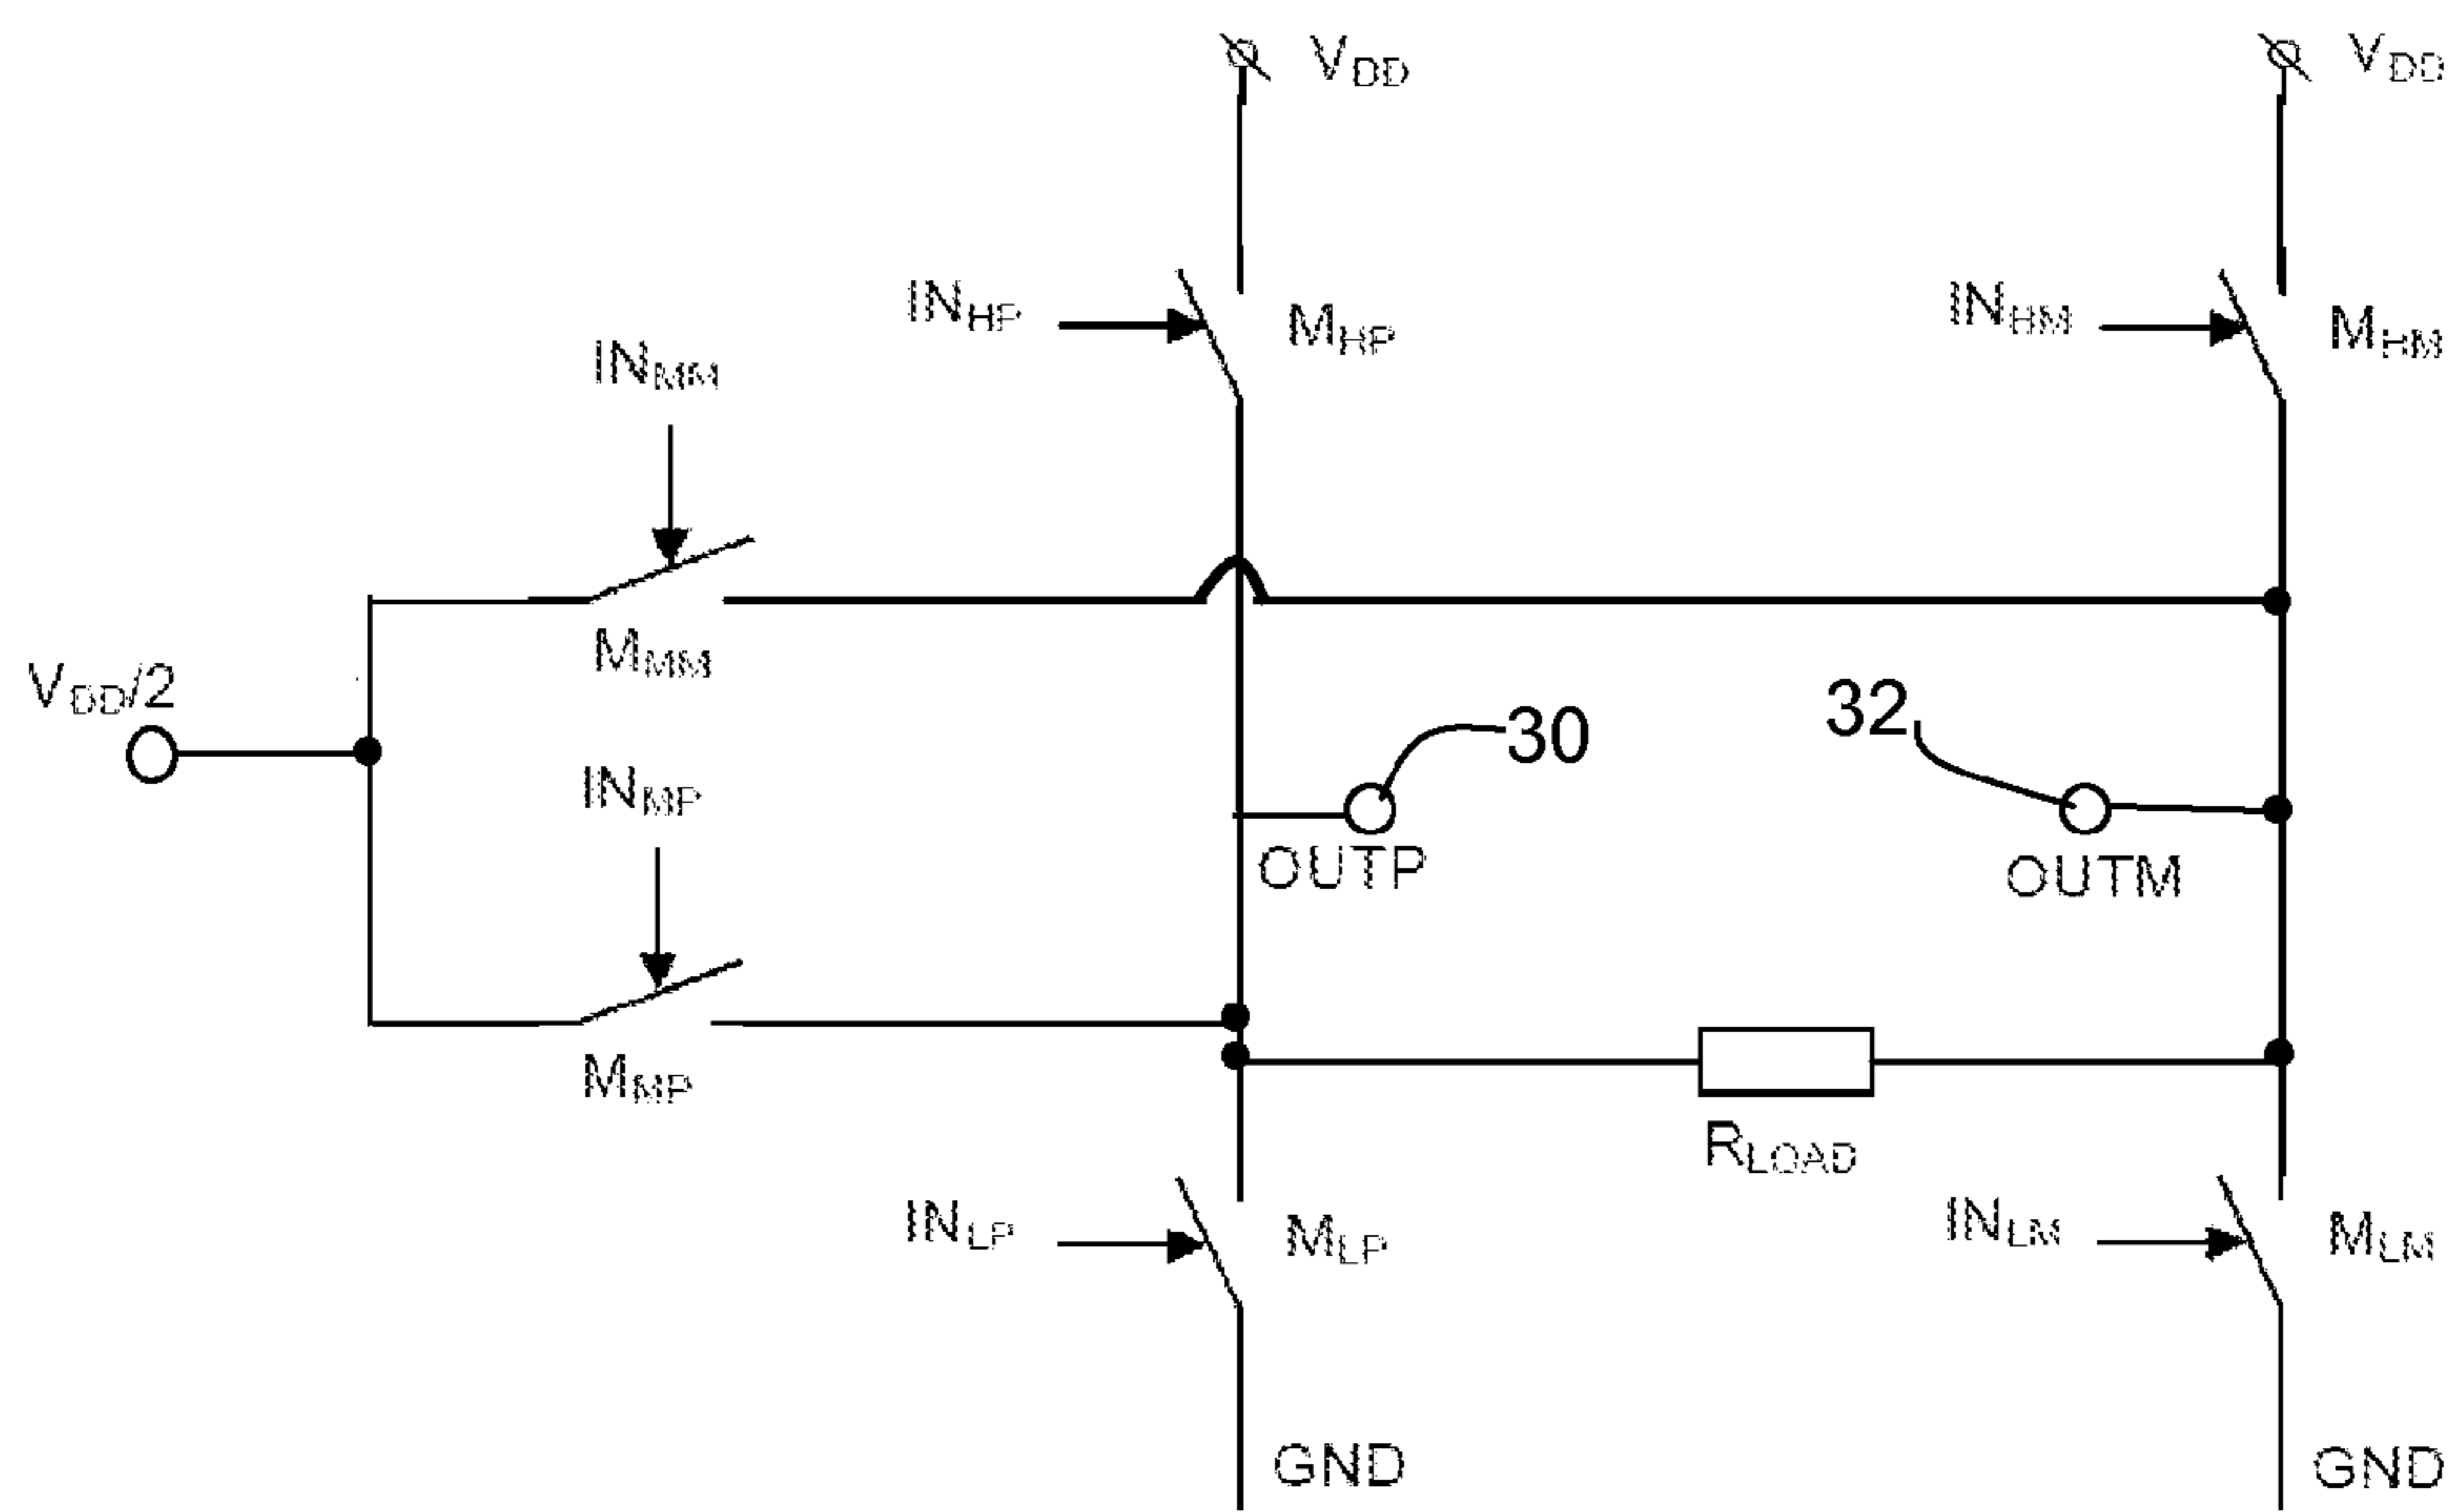 VDD
VDD
INHP
MHP
INHM
MHM
INMM
MMM
VDD/2
30
32
INMP
OUTP
OUTM
MMP
RLOAD
INLP
MLP
INLM
MLM
GND
GND